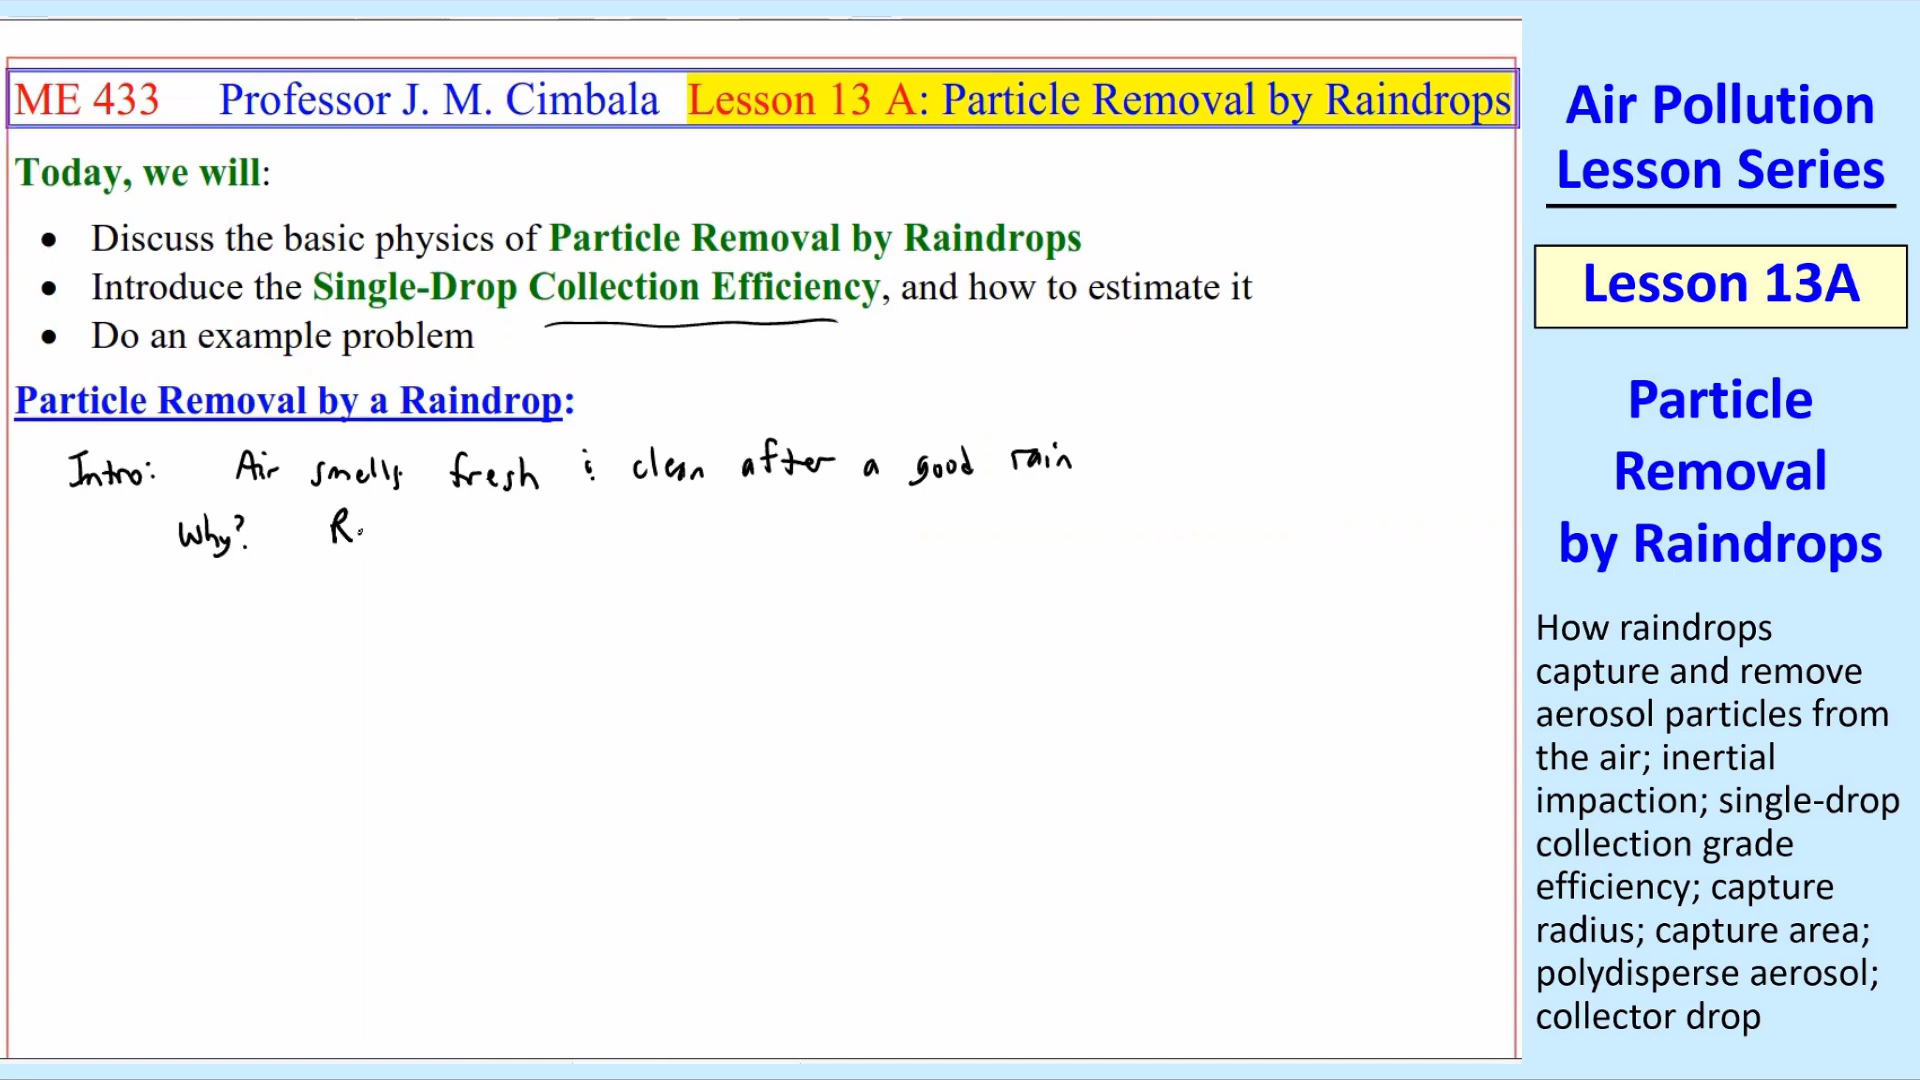 ME 433 Professor J. M. Cimbala Lesson 13 A: Particle Removal by Raindrops
Today, we will:
• Discuss the basic physics of Particle Removal by Raindrops
• Introduce the Single-Drop Collection Efficiency, and how to estimate it
• Do an example problem
Particle Removal by a Raindrop:
Intro: Air smells fresh & clean after a good rain
Why? R
Air Pollution
Lesson Series
Lesson 13A
Particle
Removal
by Raindrops
How raindrops
capture and remove
aerosol particles from
the air; inertial
impaction; single-drop
collection grade
efficiency; capture
radius; capture area;
polydisperse aerosol;
collector drop